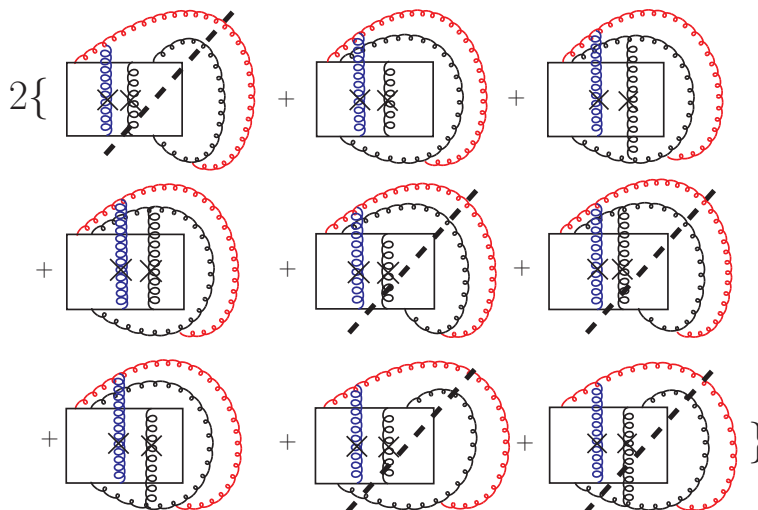 2{ + +
+ + +
+ + + }